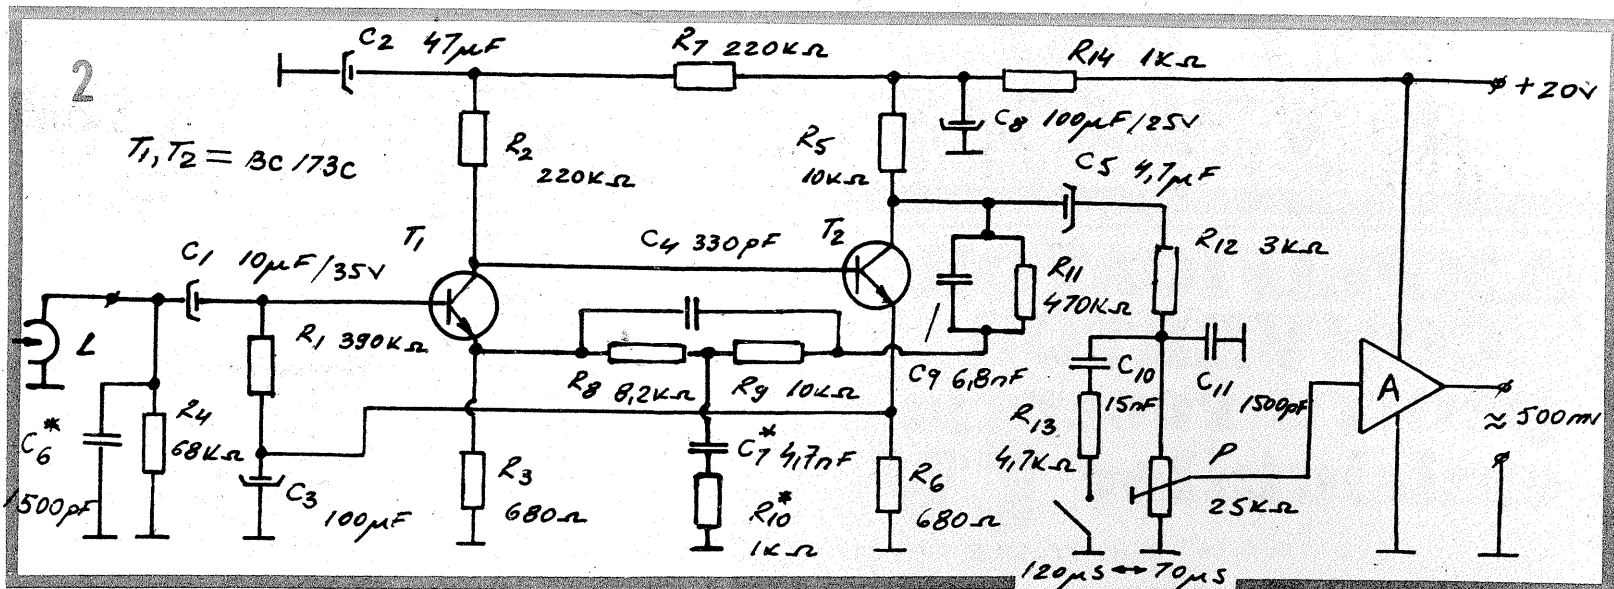 2
C2 47µF
R7 220KΩ
R14 1KΩ
+20V
T1, T2 = BC 173C
R2
220KΩ
R5
10KΩ
C8 100µF/25V
C5 4,7µF
C1 10µF/35V
T1
C4 330pF
T2
R12 3KΩ
R11
470KΩ
L
R1 390KΩ
R8 8,2KΩ
R9 10KΩ
C9 6,8nF
C10
15nF
C11
1500pF
A
≈ 500mV
C6*
1500pF
R4
68KΩ
C3
100µF
R3
680Ω
C7* 4,7nF
R10*
1KΩ
R6
680Ω
R13
4,7KΩ
P
25KΩ
120µS ↔ 70µS